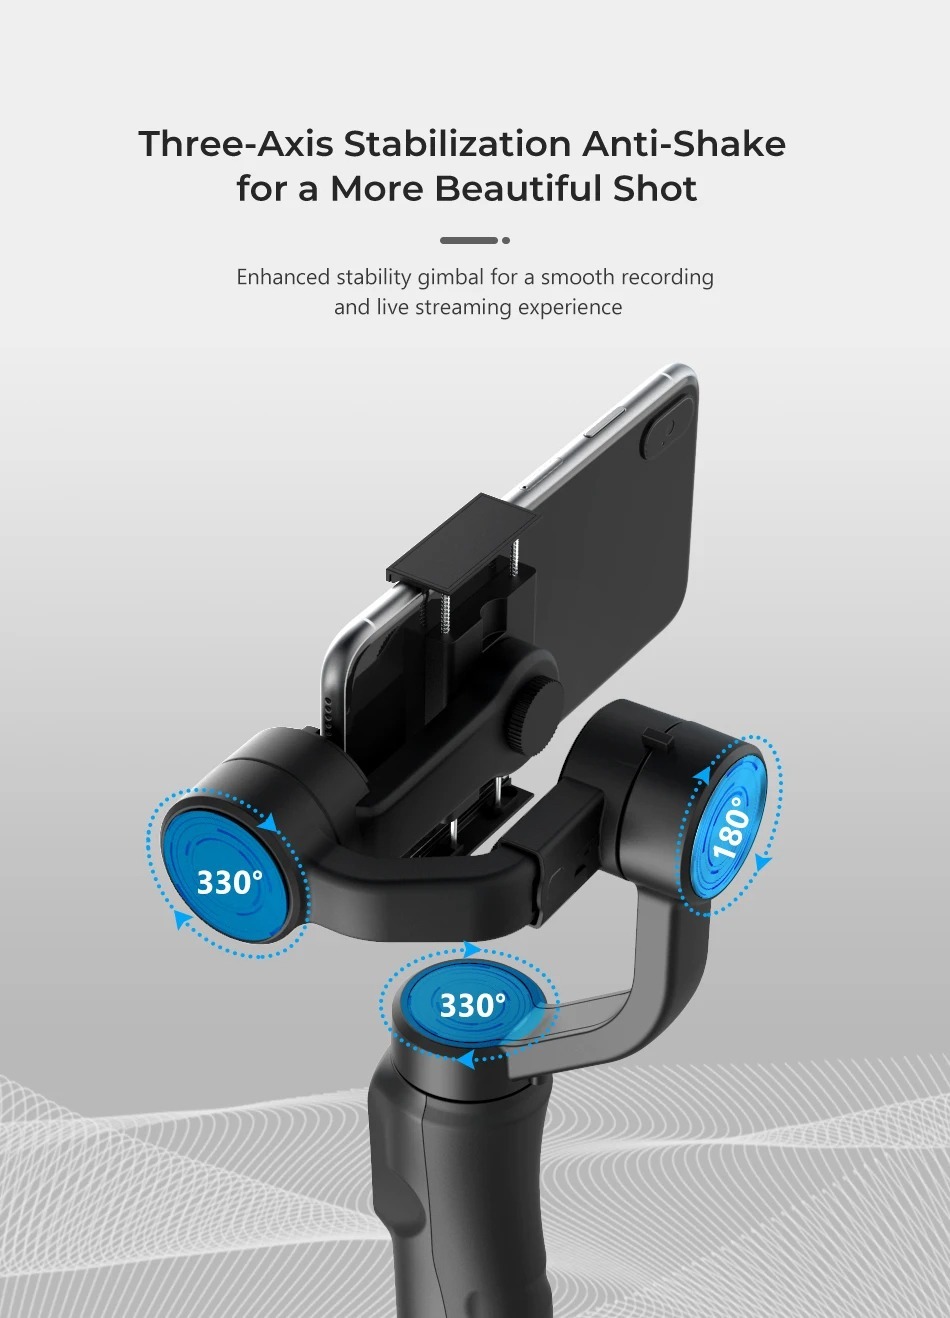 Three-Axis Stabilization Anti-Shake
for a More Beautiful Shot
Enhanced stability gimbal for a smooth recording
and live streaming experience
180°
330°
330°